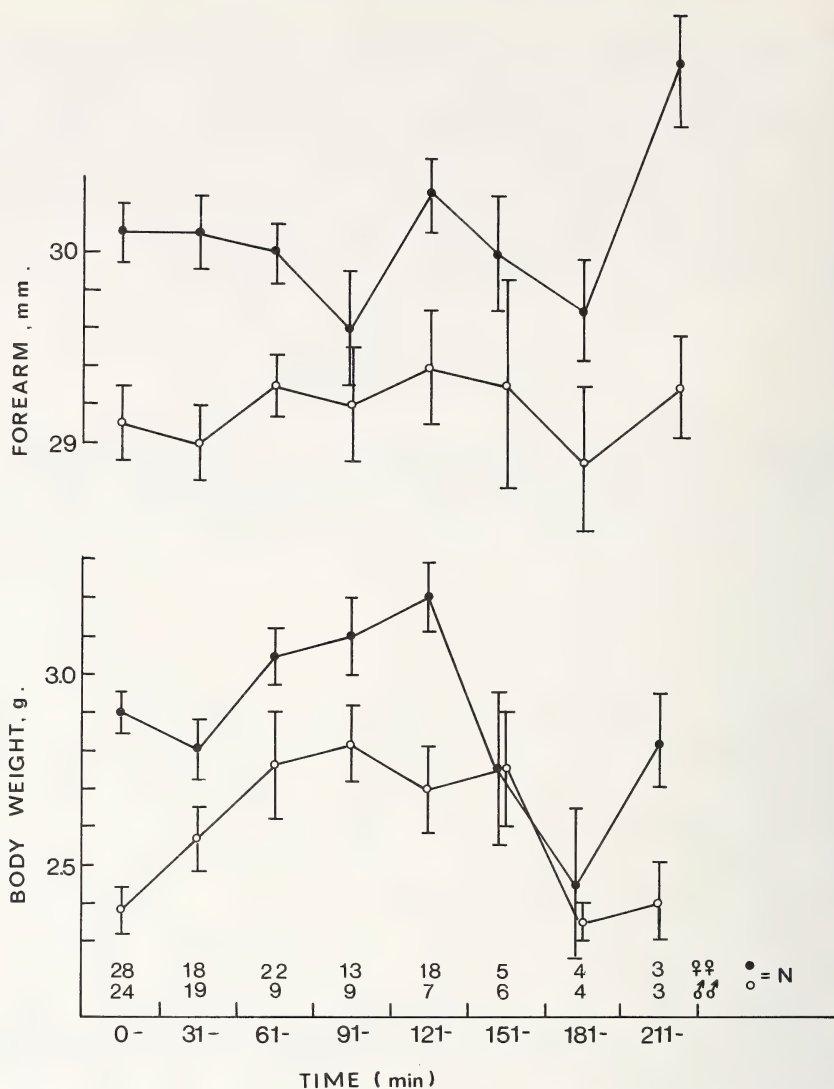 FOREARM , mm .
30
29
BODY WEIGHT, g .
3.0
2.5
28 18 22 13 18 5 4 3 ♀♀ ●
24 19 9 9 7 6 4 3 ♂♂ ○ = N
0- 31- 61- 91- 121- 151- 181- 211-
TIME ( min )